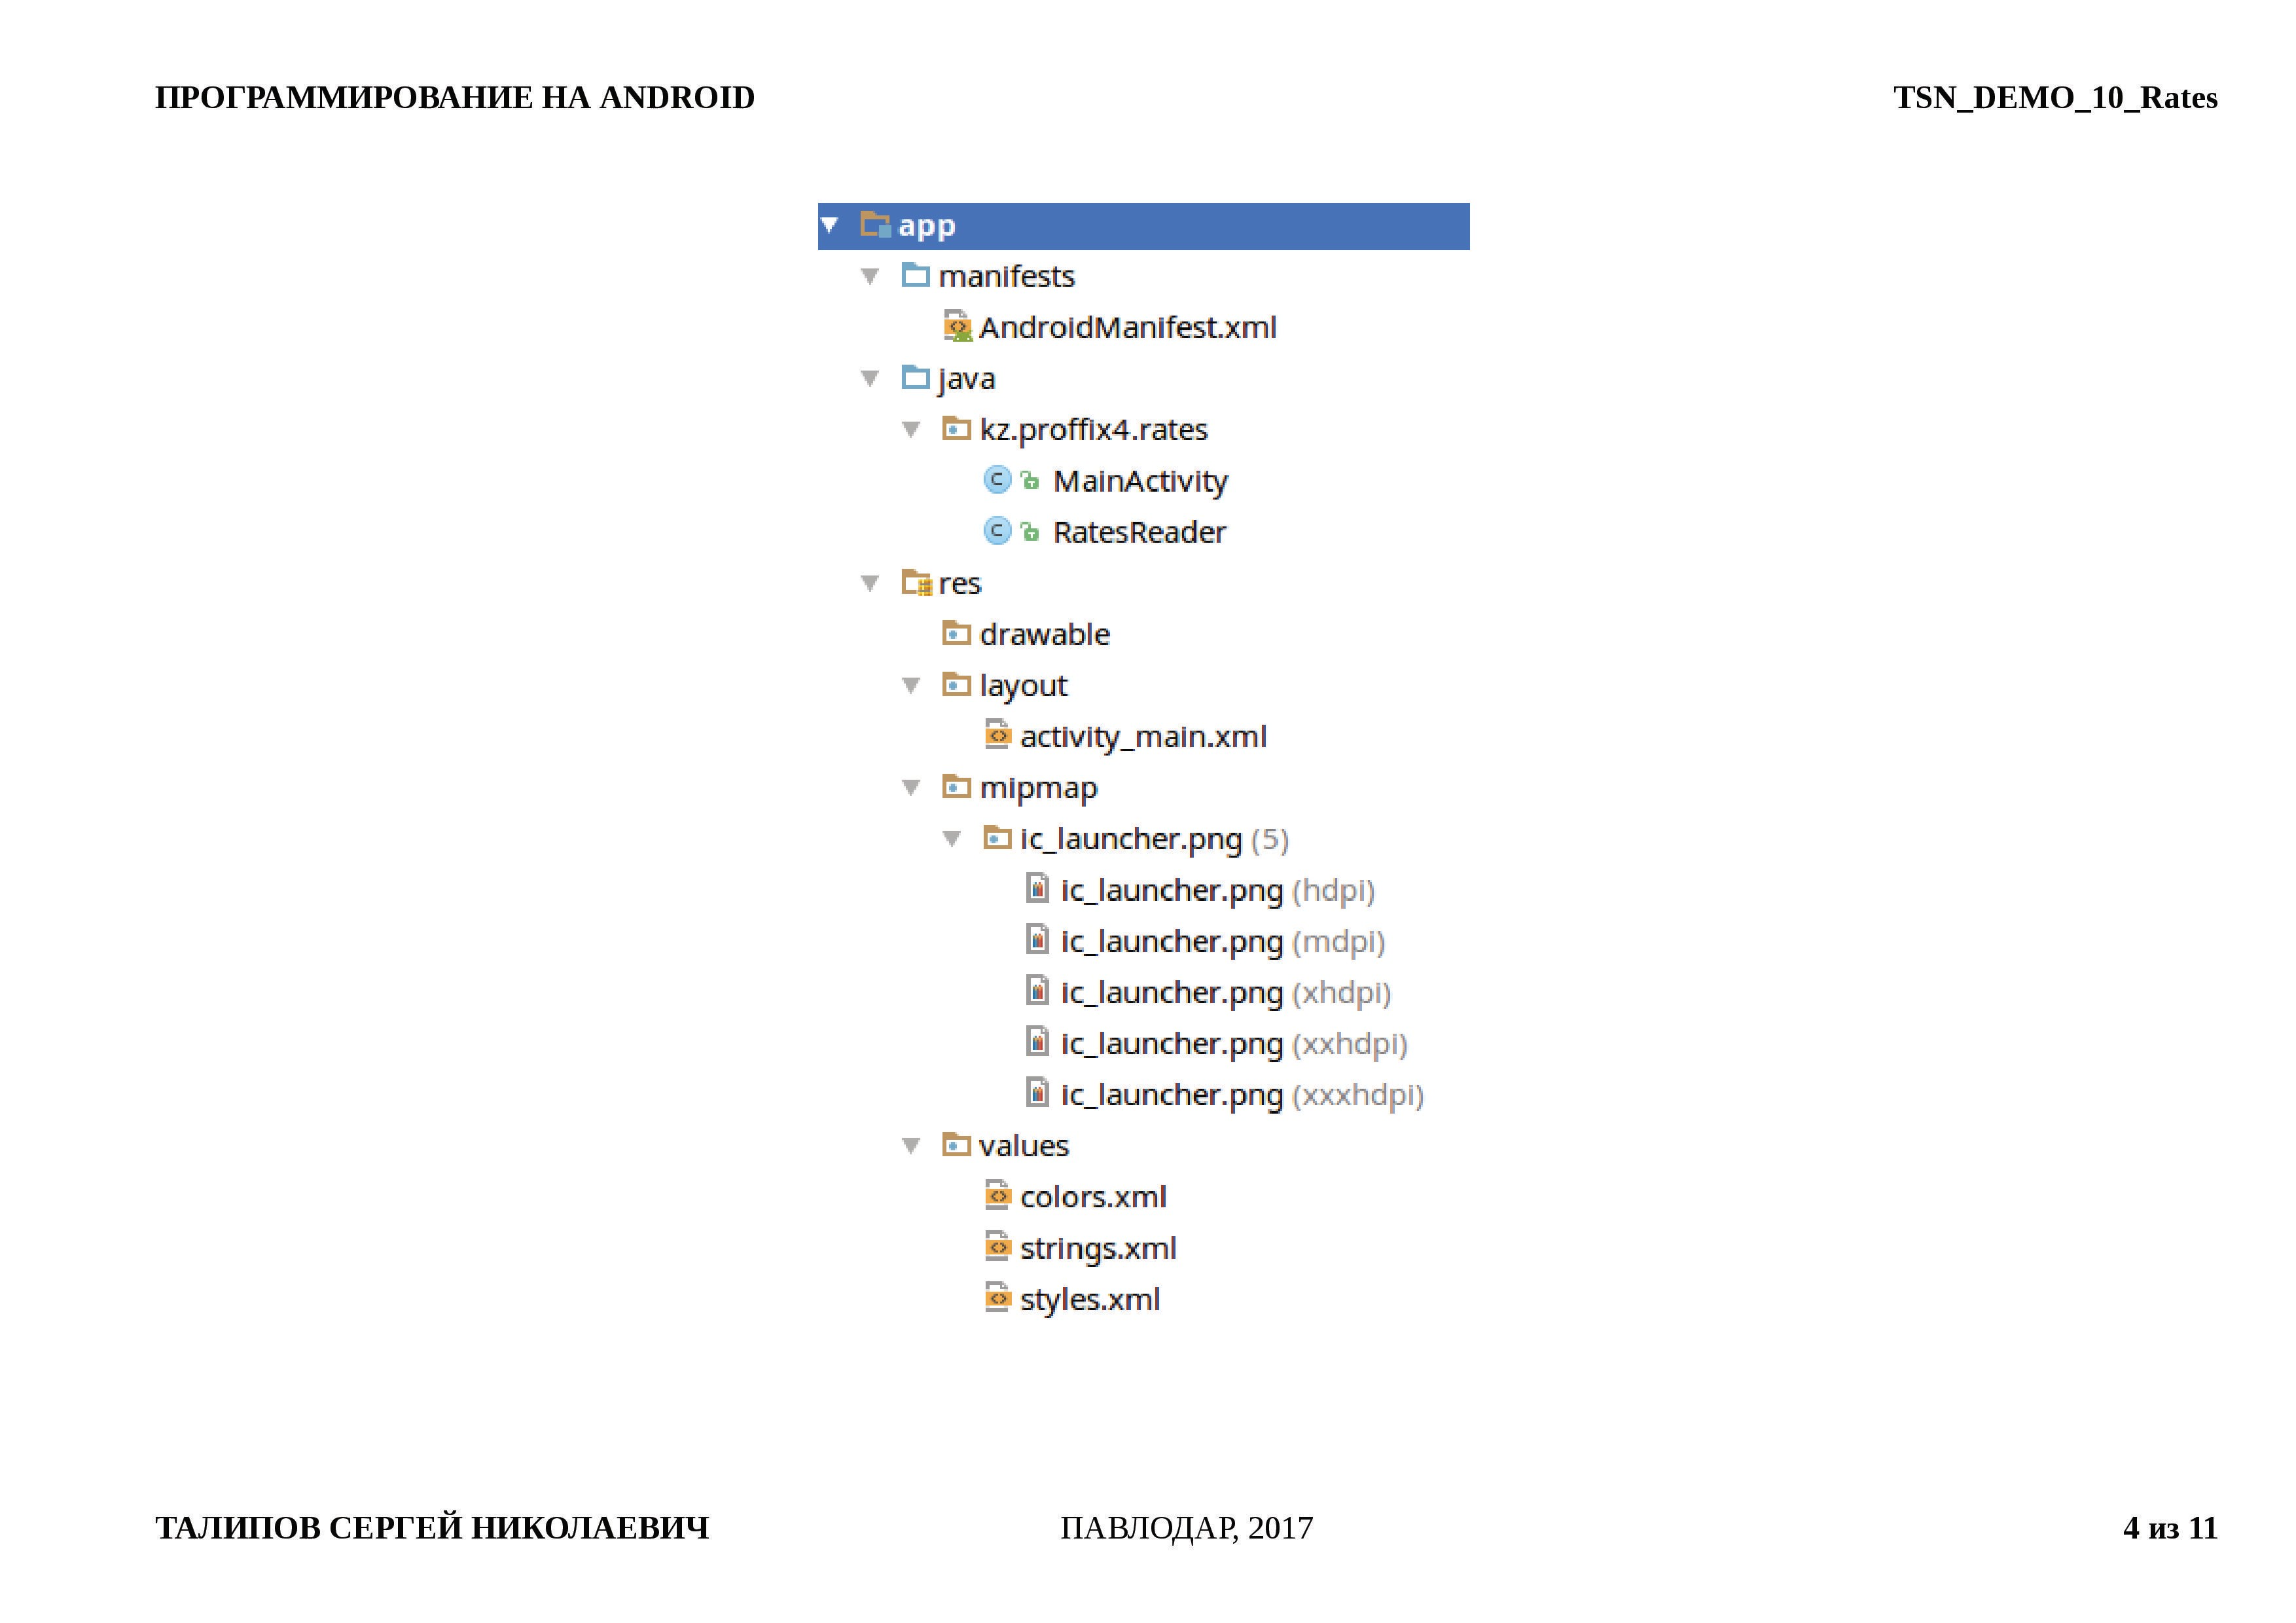 ПРОГРАММИРОВАНИЕ НА ANDROID TSN_DEMO_10_Rates
app
manifests
AndroidManifest.xml
java
kz.proffix4.rates
MainActivity
RatesReader
res
drawable
layout
activity_main.xml
mipmap
ic_launcher.png (5)
ic_launcher.png (hdpi)
ic_launcher.png (mdpi)
ic_launcher.png (xhdpi)
ic_launcher.png (xxhdpi)
ic_launcher.png (xxxhdpi)
values
colors.xml
strings.xml
styles.xml
ТАЛИПОВ СЕРГЕЙ НИКОЛАЕВИЧ ПАВЛОДАР, 2017 4 из 11